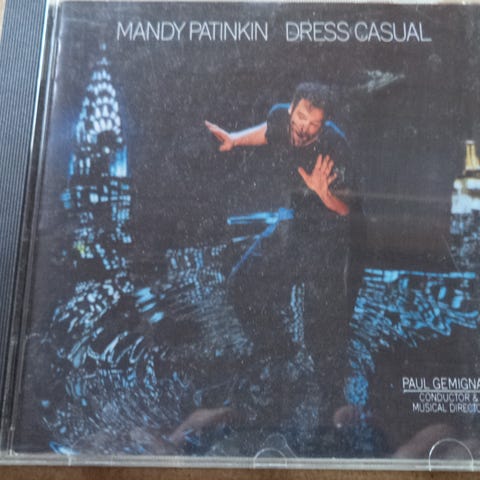 MANDY PATINKIN DRESS CASUAL
PAUL GEMIGNA
CONDUCTOR &
MUSICAL DIRECTO